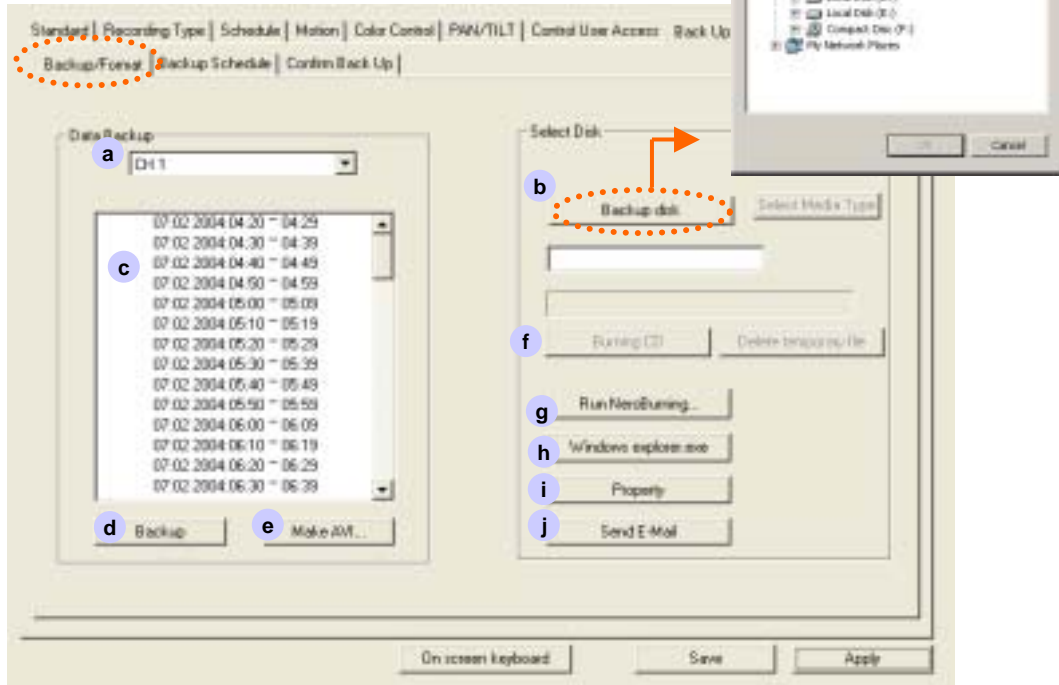 Local Disk (E:)
Compact Disc (F:)
My Network Places
Cancel
Standard | Recording Type | Schedule | Motion | Color Control | PAN/TILT | Control User Access Back Up
Backup/Format | Backup Schedule | Confirm Back Up |
Data Backup
a
CH 1
c
07:02 2004 04:20 ~ 04:29
07:02 2004 04:30 ~ 04:39
07:02 2004 04:40 ~ 04:49
07:02 2004 04:50 ~ 04:59
07:02 2004 05:00 ~ 05:09
07:02 2004 05:10 ~ 05:19
07:02 2004 05:20 ~ 05:29
07:02 2004 05:30 ~ 05:39
07:02 2004 05:40 ~ 05:49
07:02 2004 05:50 ~ 05:59
07:02 2004 06:00 ~ 06:09
07:02 2004 06:10 ~ 06:19
07:02 2004 06:20 ~ 06:29
07:02 2004 06:30 ~ 06:39
d Backup
e Make AVI...
Select Disk
b
Backup disk
Select Media Type
f Burning CD
Delete temporay file
g Run NeroBurning...
h Windows explorer.exe
i Property
j Send E-Mail
On screen keyboard
Save
Apply